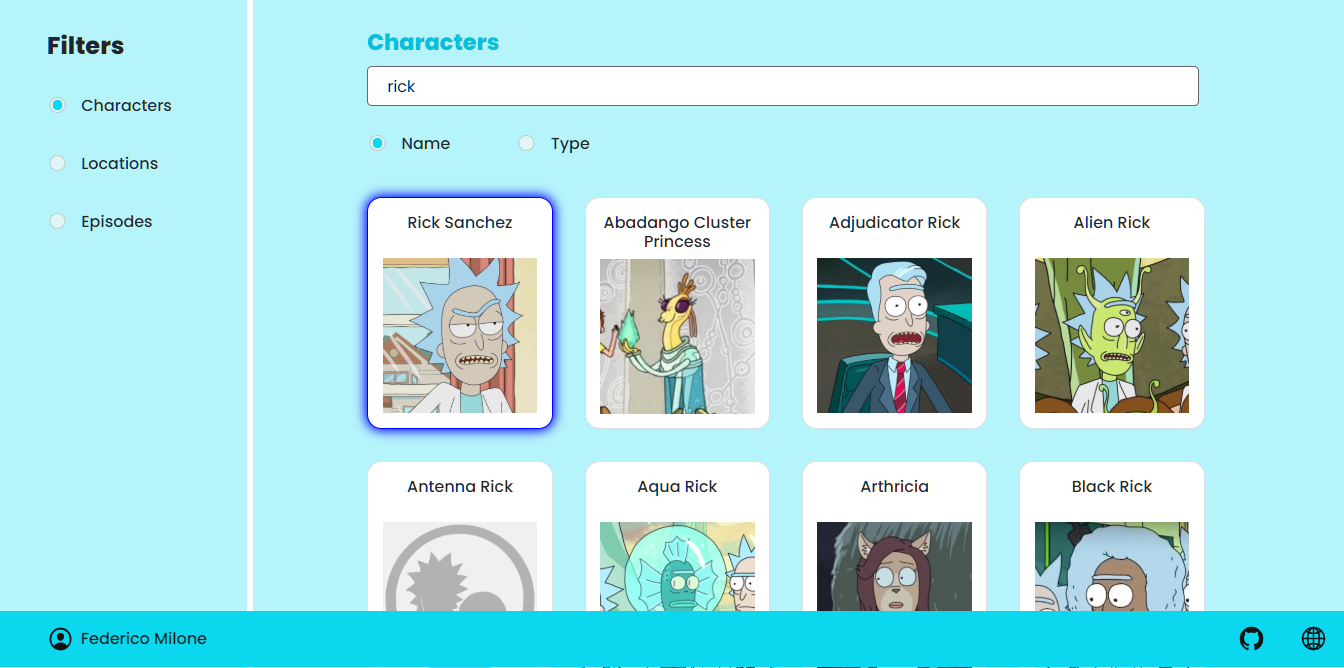 Filters
Characters
Locations
Episodes
Characters
rick
Name
Type
Rick Sanchez
Abadango Cluster
Princess
Adjudicator Rick
Alien Rick
Antenna Rick
Aqua Rick
Arthricia
Black Rick
Federico Milone